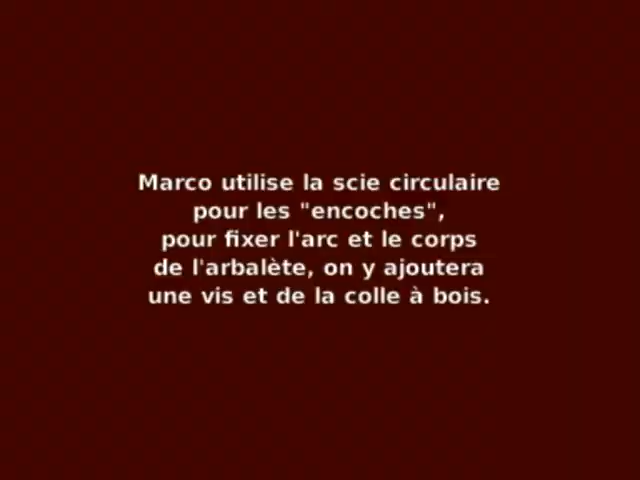 Marco utilise la scie circulaire
pour les "encoches",
pour fixer l'arc et le corps
de l'arbalète, on y ajoutera
une vis et de la colle à bois.